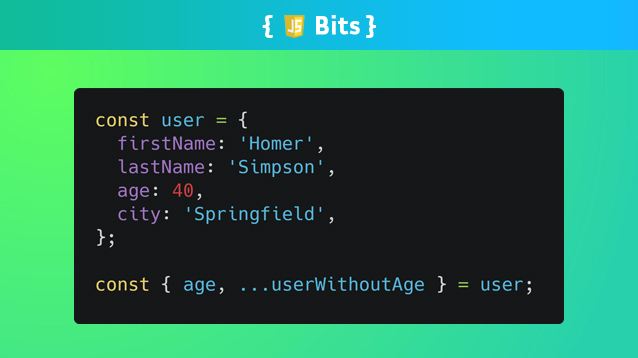 { JS Bits }
const user = {
  firstName: 'Homer',
  lastName: 'Simpson',
  age: 40,
  city: 'Springfield',
};
const { age, ...userWithoutAge } = user;